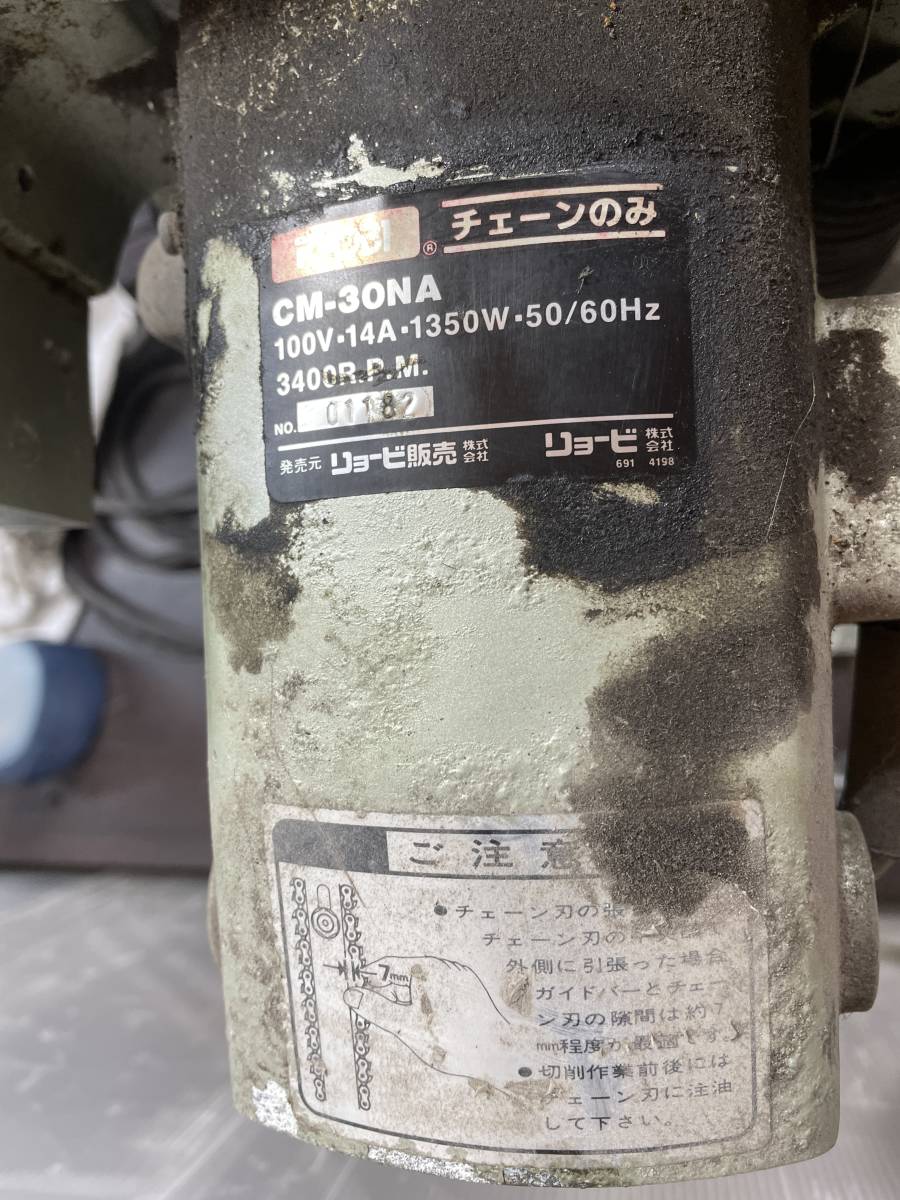 ® チェーンのみ
CM-30NA
100V·14A·1350W·50/60Hz
3400R.P.M.
NO. 01182
発売元 リョービ販売 株式会社 リョービ 株式会社
691 4198
ご注意
7mm
●チェーン刃の張
チェーン刃の
外側に引張った場合
ガイドバーとチェー
ン刃の隙間は約7
mm程度が最適です。
●切削作業前後には
チェーン刃に注油
して下さい。